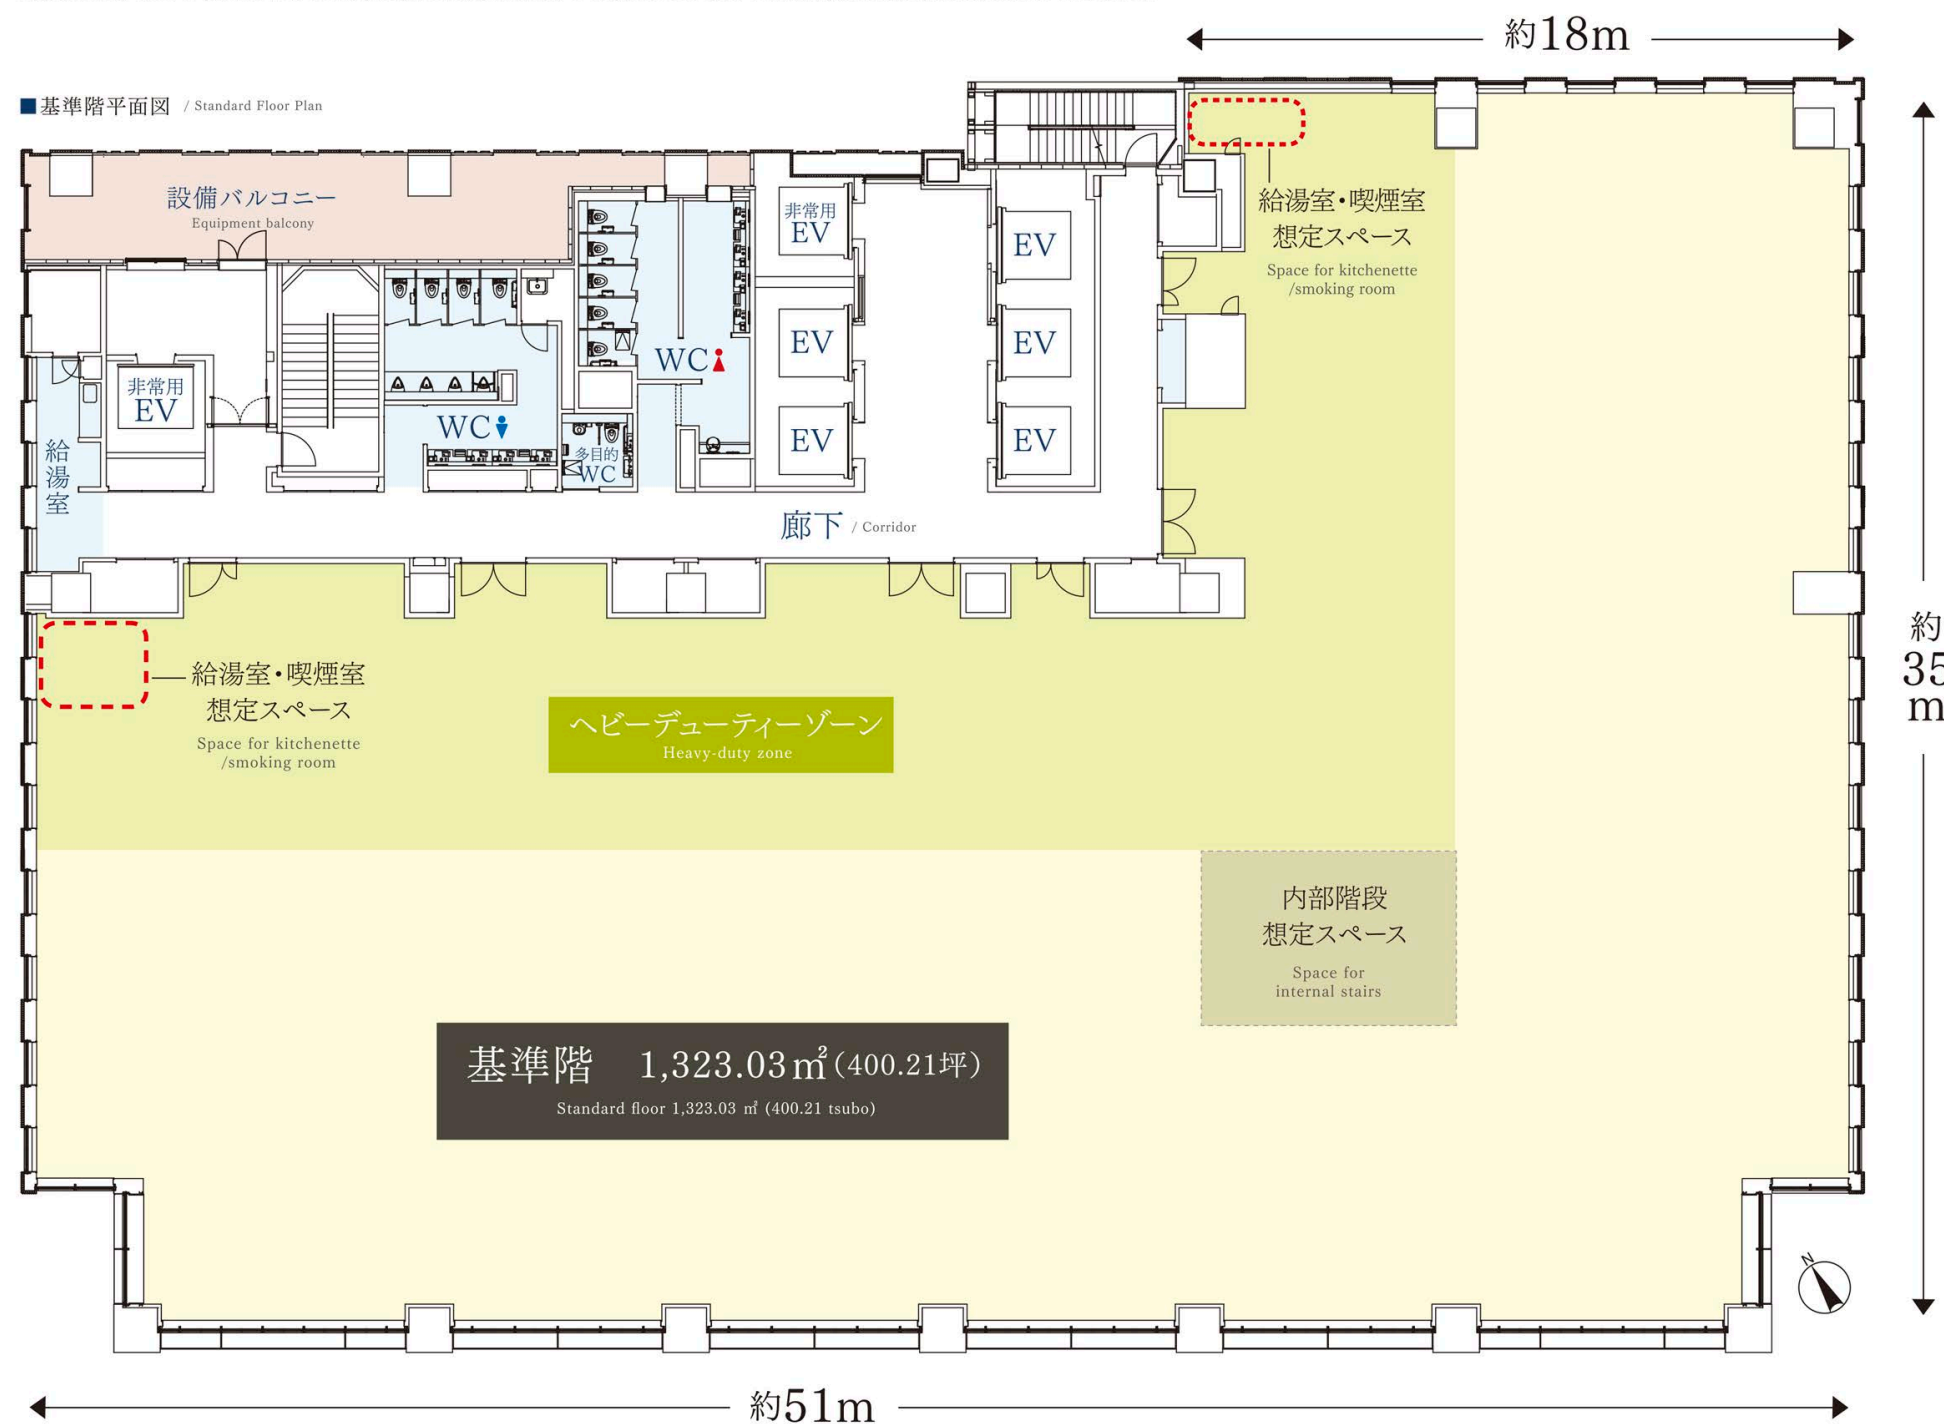 約18m
■基準階平面図 / Standard Floor Plan
設備バルコニー
Equipment balcony
非常用
EV
EV
給湯室・喫煙室
想定スペース
Space for kitchenette
/smoking room
EV
EV
WC
非常用
EV
WC
多目的
WC
EV
EV
給湯室
廊下 / Corridor
約
35
m
給湯室・喫煙室
想定スペース
Space for kitchenette
/smoking room
ヘビーデューティーゾーン
Heavy-duty zone
内部階段
想定スペース
Space for
internal stairs
基準階 1,323.03㎡(400.21坪)
Standard floor 1,323.03 ㎡ (400.21 tsubo)
N
約51m